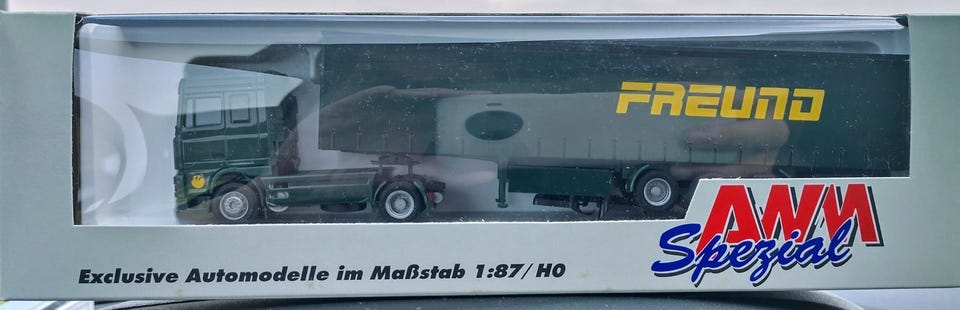 FREUND
AWM
Spezial
Exclusive Automodelle im Maßstab 1:87/H0